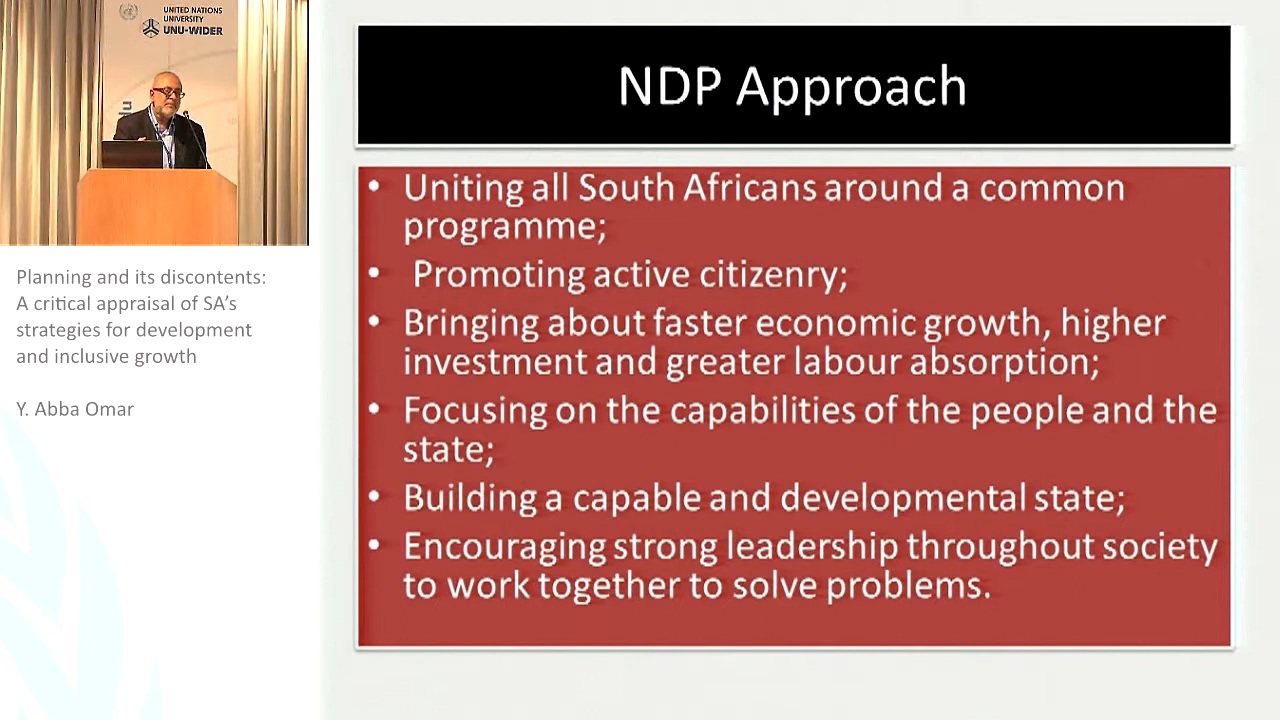 UNITED NATIONS
UNIVERSITY
UNU-WIDER
Planning and its discontents:
A critical appraisal of SA's
strategies for development
and inclusive growth
Y. Abba Omar
NDP Approach
• Uniting all South Africans around a common
programme;
• Promoting active citizenry;
• Bringing about faster economic growth, higher
investment and greater labour absorption;
• Focusing on the capabilities of the people and the
state;
• Building a capable and developmental state;
• Encouraging strong leadership throughout society
to work together to solve problems.